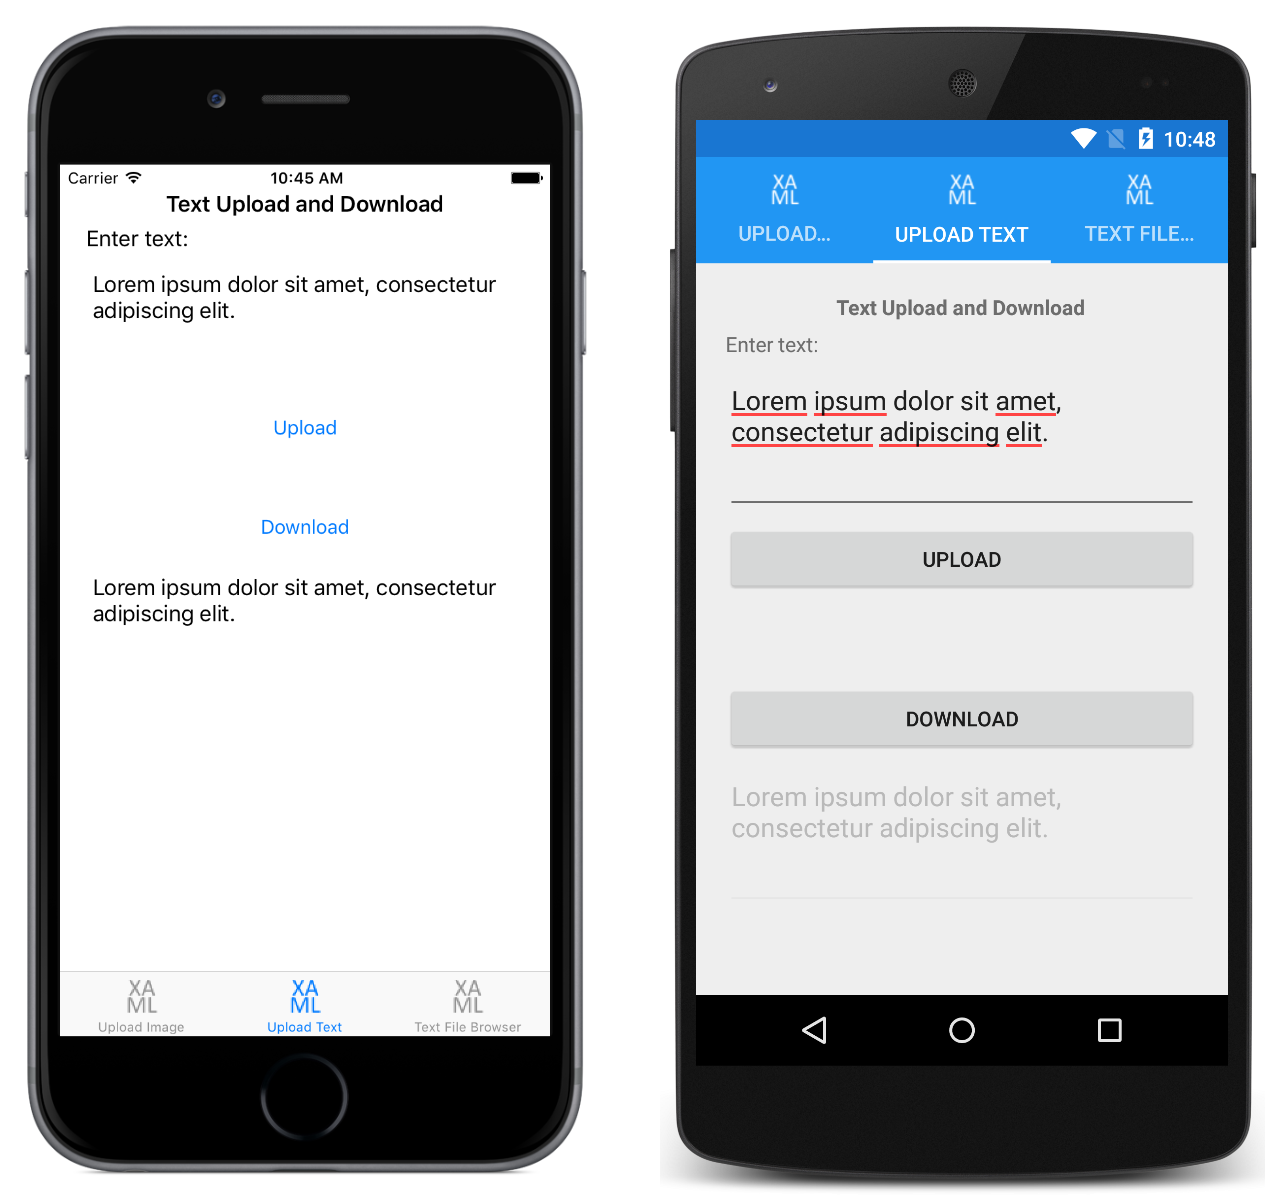 Carrier 10:45 AM
Text Upload and Download
Enter text:
Lorem ipsum dolor sit amet, consectetur
adipiscing elit.
Upload
Download
Lorem ipsum dolor sit amet, consectetur
adipiscing elit.
XA XA XA
ML ML ML
Upload Image Upload Text Text File Browser
10:48
XA XA XA
ML ML ML
UPLOAD... UPLOAD TEXT TEXT FILE...
Text Upload and Download
Enter text:
Lorem ipsum dolor sit amet,
consectetur adipiscing elit.
UPLOAD
DOWNLOAD
Lorem ipsum dolor sit amet,
consectetur adipiscing elit.